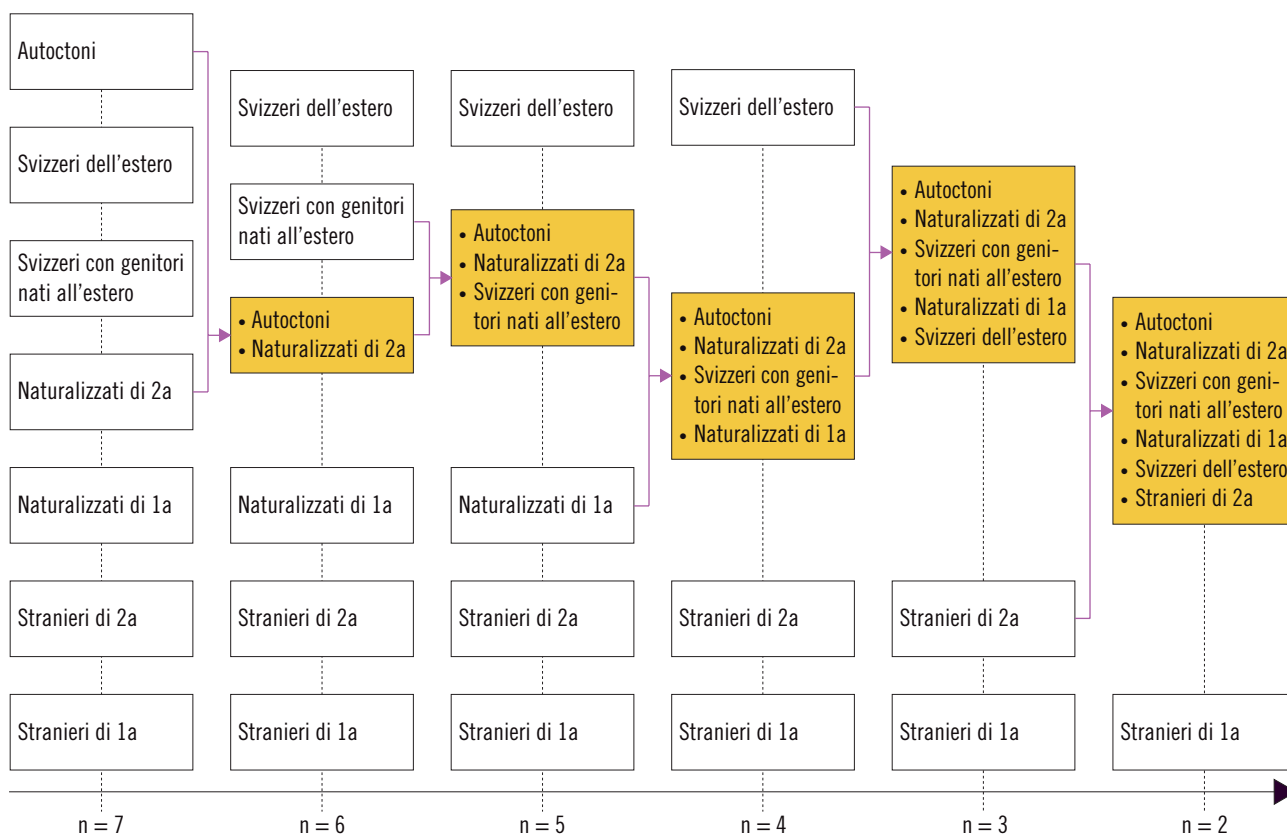 Autoctoni
Svizzeri dell’estero
Svizzeri con genitori
nati all’estero
Naturalizzati di 2a
Naturalizzati di 1a
Stranieri di 2a
Stranieri di 1a
n = 7
Svizzeri dell’estero
Svizzeri con genitori
nati all’estero
• Autoctoni
• Naturalizzati di 2a
Naturalizzati di 1a
Stranieri di 2a
Stranieri di 1a
n = 6
Svizzeri dell’estero
• Autoctoni
• Naturalizzati di 2a
• Svizzeri con geni-
tori nati all’estero
Naturalizzati di 1a
Stranieri di 2a
Stranieri di 1a
n = 5
Svizzeri dell’estero
• Autoctoni
• Naturalizzati di 2a
• Svizzeri con geni-
tori nati all’estero
• Naturalizzati di 1a
Stranieri di 2a
Stranieri di 1a
n = 4
• Autoctoni
• Naturalizzati di 2a
• Svizzeri con geni-
tori nati all’estero
• Naturalizzati di 1a
• Svizzeri dell’estero
Stranieri di 2a
Stranieri di 1a
n = 3
• Autoctoni
• Naturalizzati di 2a
• Svizzeri con geni-
tori nati all’estero
• Naturalizzati di 1a
• Svizzeri dell’estero
• Stranieri di 2a
Stranieri di 1a
n = 2